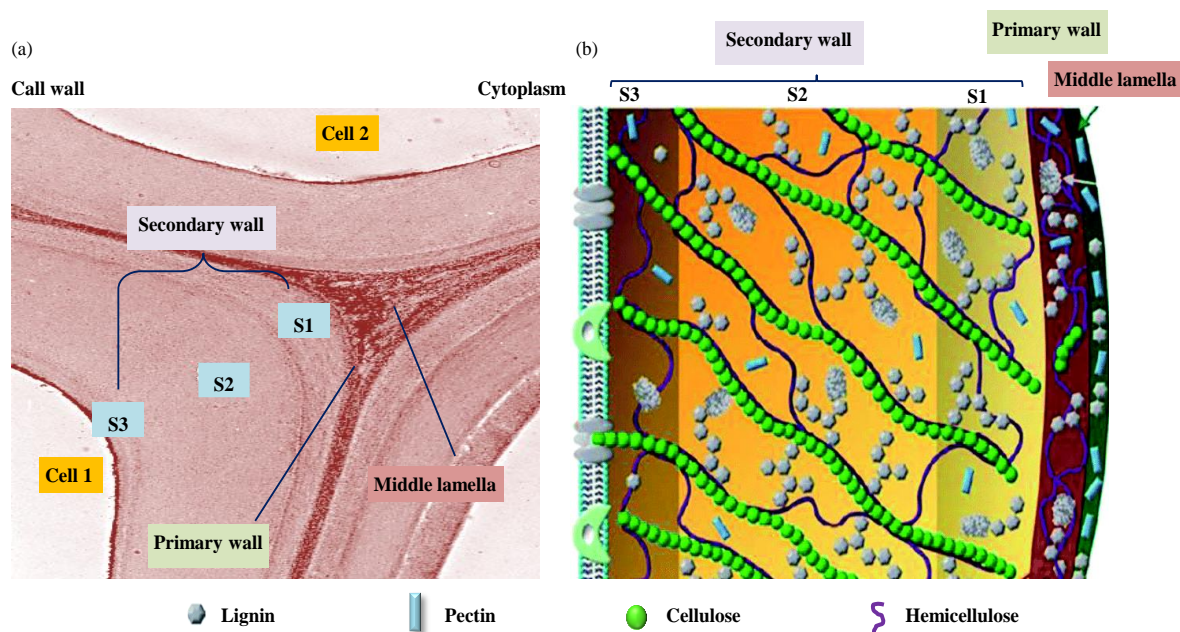 (a)
Call wall
Cytoplasm
Cell 2
Secondary wall
S1
S2
S3
Cell 1
Middle lamella
Primary wall
(b)
Secondary wall
Primary wall
Middle lamella
S3
S2
S1
Lignin
Pectin
Cellulose
Hemicellulose